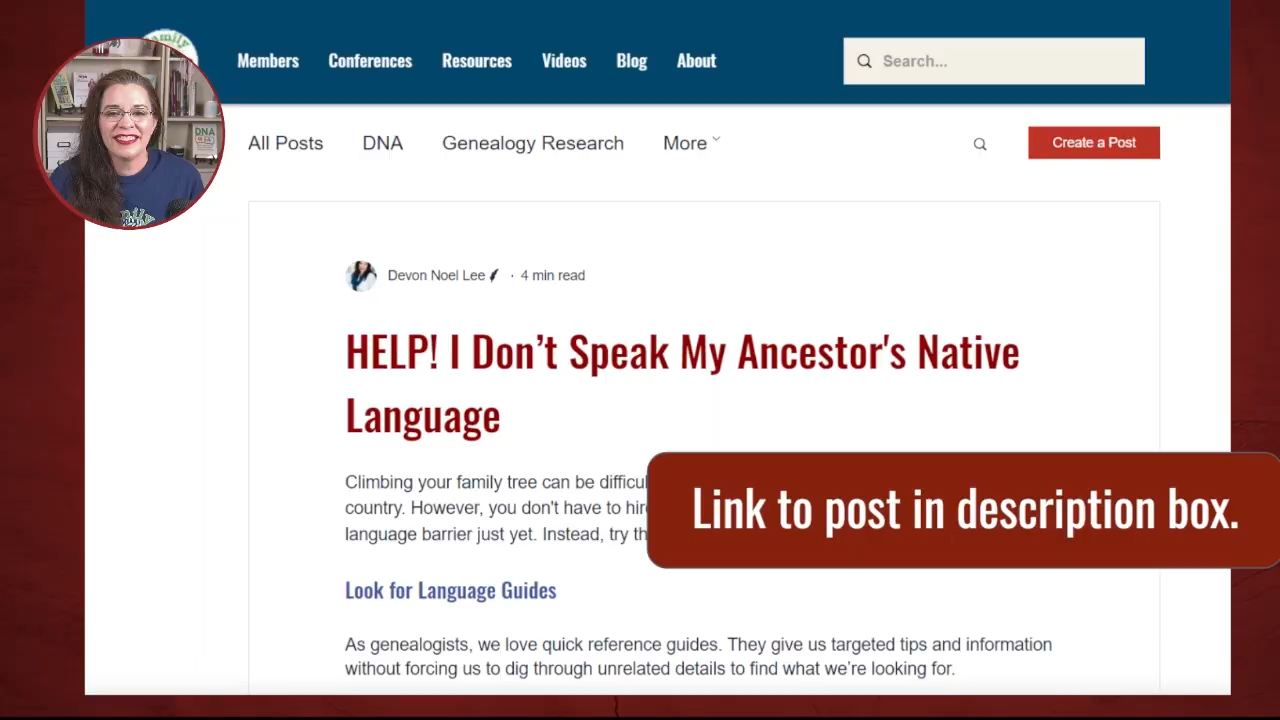 Family
Members
Conferences
Resources
Videos
Blog
About
Search...
DNA
All Posts
DNA
Genealogy Research
More
Create a Post
Devon Noel Lee · 4 min read
HELP! I Don’t Speak My Ancestor's Native
Language
Climbing your family tree can be
country. However, you don't have to
language barrier just yet. Instead, try
Link to post in description box.
Look for Language Guides
As genealogists, we love quick reference guides. They give us targeted tips and information
without forcing us to dig through unrelated details to find what we’re looking for.